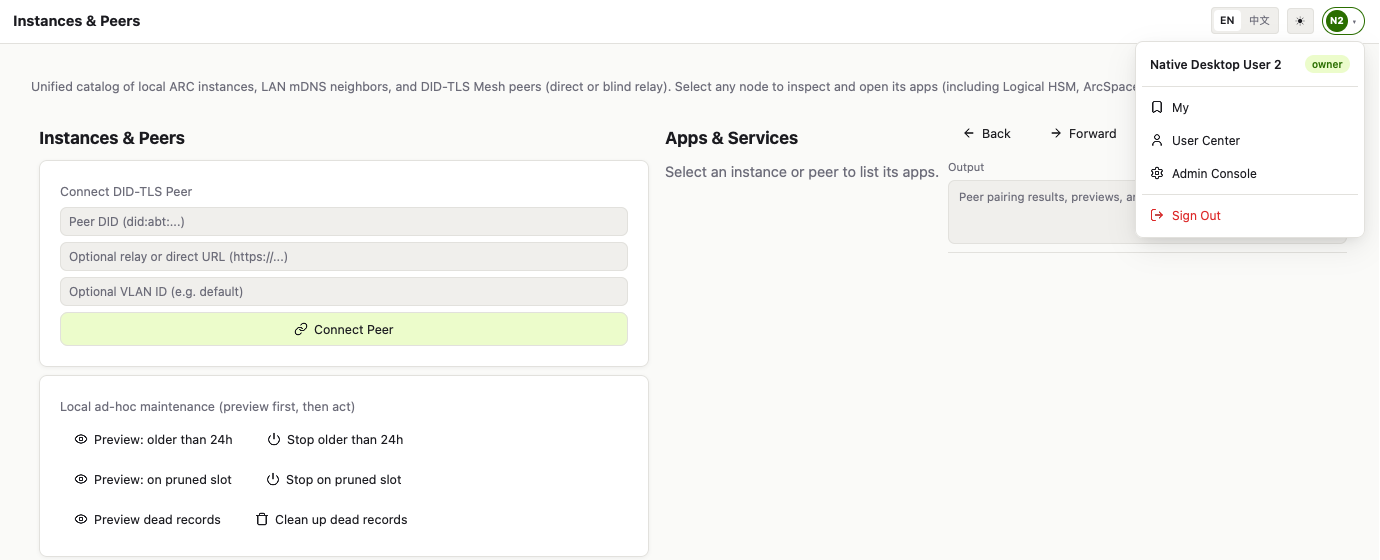 Instances & Peers
EN 中文 N2
Native Desktop User 2 owner
My
User Center
Admin Console
Sign Out
Unified catalog of local ARC instances, LAN mDNS neighbors, and DID-TLS Mesh peers (direct or blind relay). Select any node to inspect and open its apps (including Logical HSM, ArcSpace
Instances & Peers
Connect DID-TLS Peer
Peer DID (did:abt:...)
Optional relay or direct URL (https://...)
Optional VLAN ID (e.g. default)
Connect Peer
Local ad-hoc maintenance (preview first, then act)
Preview: older than 24h Stop older than 24h
Preview: on pruned slot Stop on pruned slot
Preview dead records Clean up dead records
Apps & Services
Select an instance or peer to list its apps.
Back Forward
Output
Peer pairing results, previews,